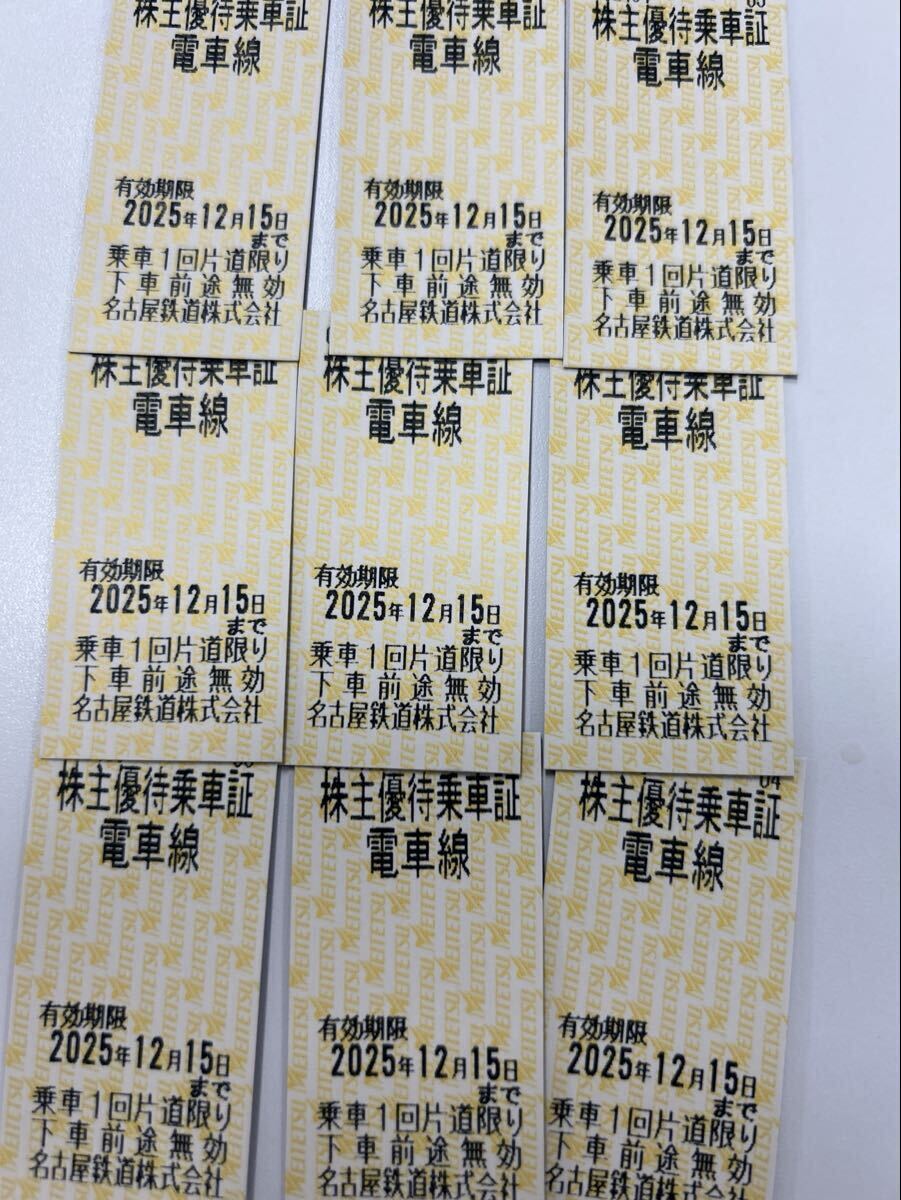 株主優待乗車証
電車線
有効期限
2025年12月15日
まで
乗車1回片道限り
下車前途無効
名古屋鉄道株式会社
株主優待乗車証
電車線
有効期限
2025年12月15日
まで
乗車1回片道限り
下車前途無効
名古屋鉄道株式会社
株主優待乗車証
電車線
有効期限
2025年12月15日
まで
乗車1回片道限り
下車前途無効
名古屋鉄道株式会社
株主優待乗車証
電車線
有効期限
2025年12月15日
まで
乗車1回片道限り
下車前途無効
名古屋鉄道株式会社
株主優待乗車証
電車線
有効期限
2025年12月15日
まで
乗車1回片道限り
下車前途無効
名古屋鉄道株式会社
株主優待乗車証
電車線
有効期限
2025年12月15日
まで
乗車1回片道限り
下車前途無効
名古屋鉄道株式会社
株主優待乗車証
電車線
有効期限
2025年12月15日
まで
乗車1回片道限り
下車前途無効
名古屋鉄道株式会社
株主優待乗車証
電車線
有効期限
2025年12月15日
まで
乗車1回片道限り
下車前途無効
名古屋鉄道株式会社
04
株主優待乗車証
電車線
有効期限
2025年12月15日
まで
乗車1回片道限り
下車前途無効
名古屋鉄道株式会社